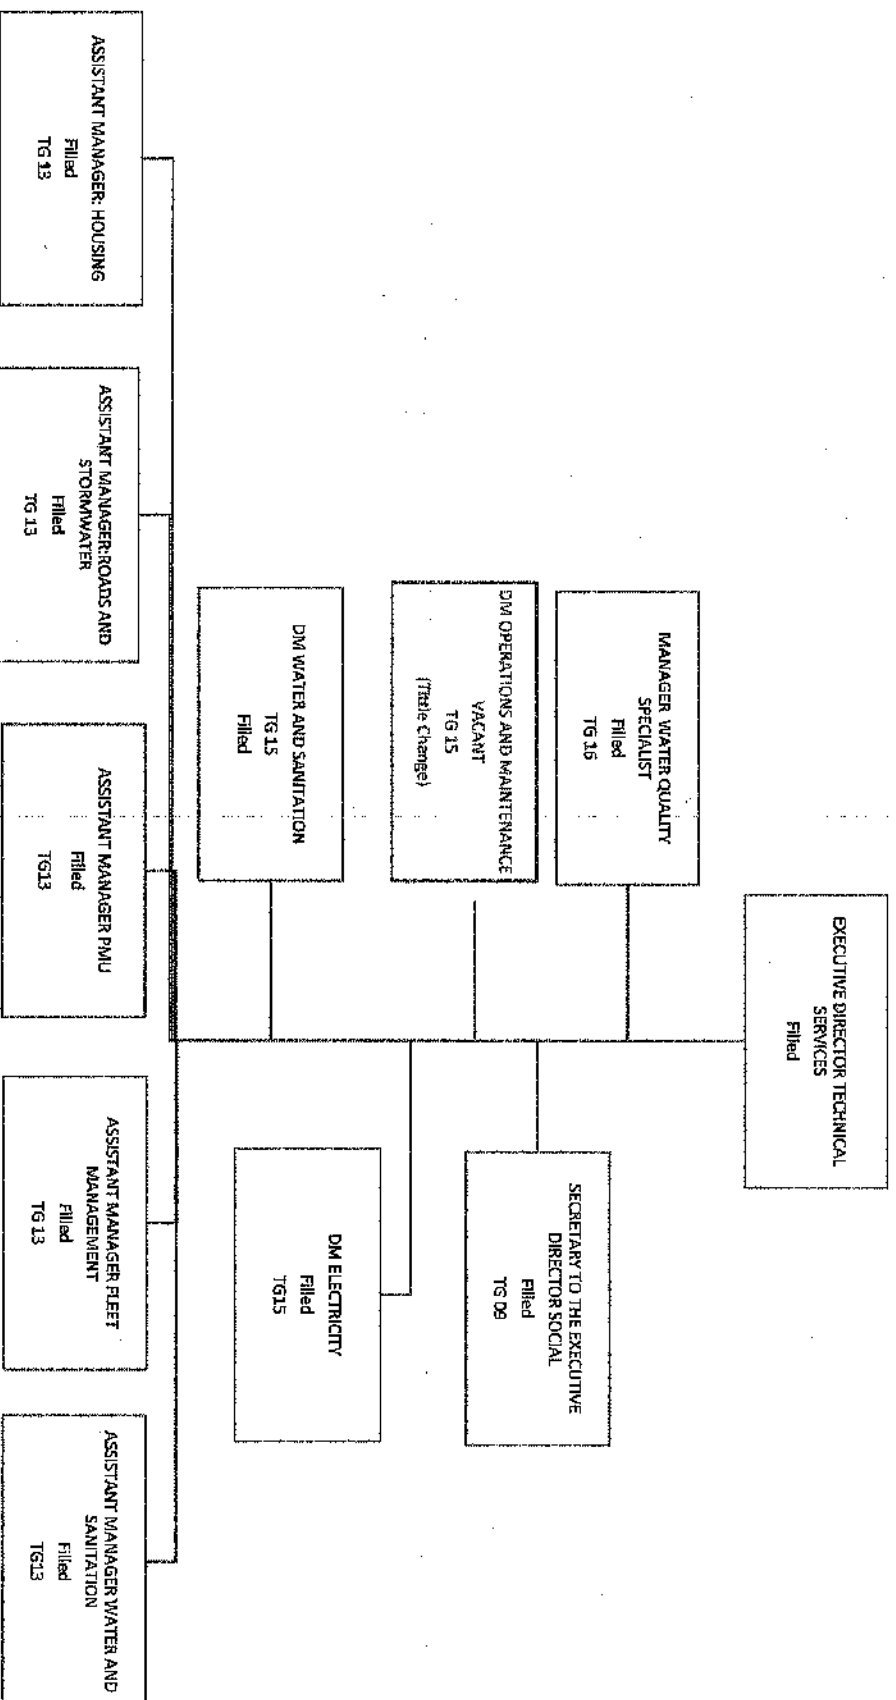 EXECUTIVE DIRECTOR TECHNICAL
SERVICES
Filled
MANAGER WATER QUALITY
SPECIALIST
Filled
TG 16
SECRETARY TO THE EXECUTIVE
DIRECTOR SOCIAL
Filled
TG 09
DM OPERATIONS AND MAINTENANCE
VACANT
TG 15
(Tittle Change)
DM WATER AND SANITATION
TG 15
Filled
DM ELECTRICITY
Filled
TG15
ASSISTANT MANAGER: HOUSING
Filled
TG 13
ASSISTANT MANAGER:ROADS AND
STORMWATER
Filled
TG 13
ASSISTANT MANAGER PMU
Filled
TG13
ASSISTANT MANAGER FLEET
MANAGEMENT
Filled
TG 13
ASSISTANT MANAGER WATER AND
SANITATION
Filled
TG13